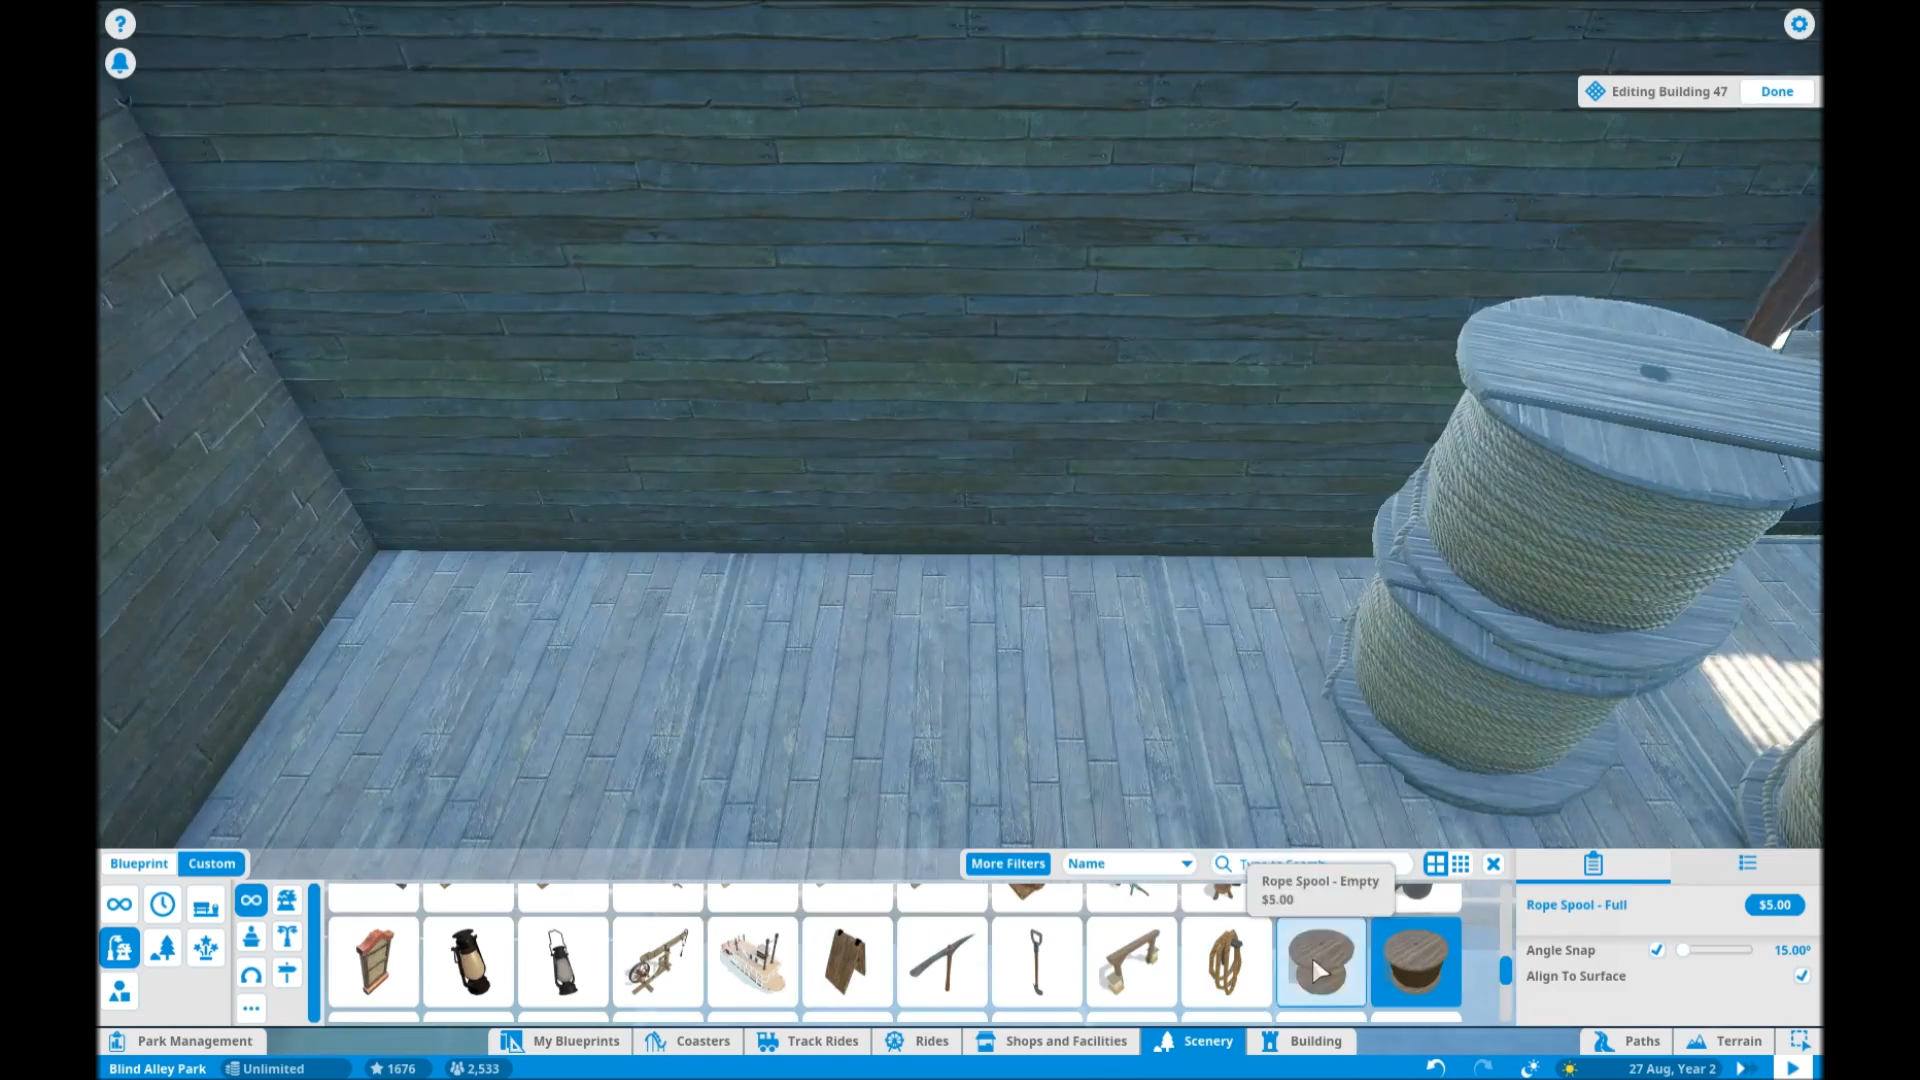 ?
Editing Building 47
Done
Blueprint
Custom
More Filters
Name
Rope Spool - Empty
$5.00
Rope Spool - Full
$5.00
Angle Snap
15.00°
Align To Surface
Park Management
My Blueprints
Coasters
Track Rides
Rides
Shops and Facilities
Scenery
Building
Paths
Terrain
Blind Alley Park
Unlimited
1676
2,533
27 Aug, Year 2